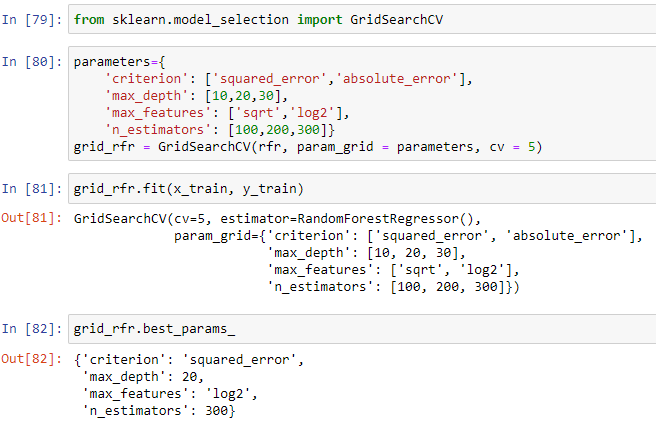 In [79]: from sklearn.model_selection import GridSearchCV
In [80]: parameters={
'criterion': ['squared_error','absolute_error'],
'max_depth': [10,20,30],
'max_features': ['sqrt','log2'],
'n_estimators': [100,200,300]}
grid_rfr = GridSearchCV(rfr, param_grid = parameters, cv = 5)
In [81]: grid_rfr.fit(x_train, y_train)
Out[81]: GridSearchCV(cv=5, estimator=RandomForestRegressor(),
param_grid={'criterion': ['squared_error', 'absolute_error'],
'max_depth': [10, 20, 30],
'max_features': ['sqrt', 'log2'],
'n_estimators': [100, 200, 300]})
In [82]: grid_rfr.best_params_
Out[82]: {'criterion': 'squared_error',
'max_depth': 20,
'max_features': 'log2',
'n_estimators': 300}